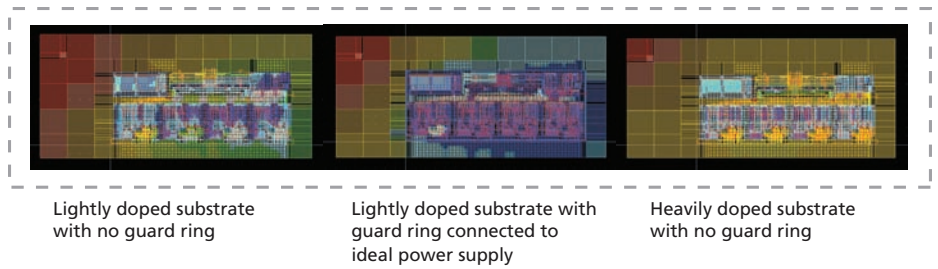 Lightly doped substrate
with no guard ring
Lightly doped substrate with
guard ring connected to
ideal power supply
Heavily doped substrate
with no guard ring